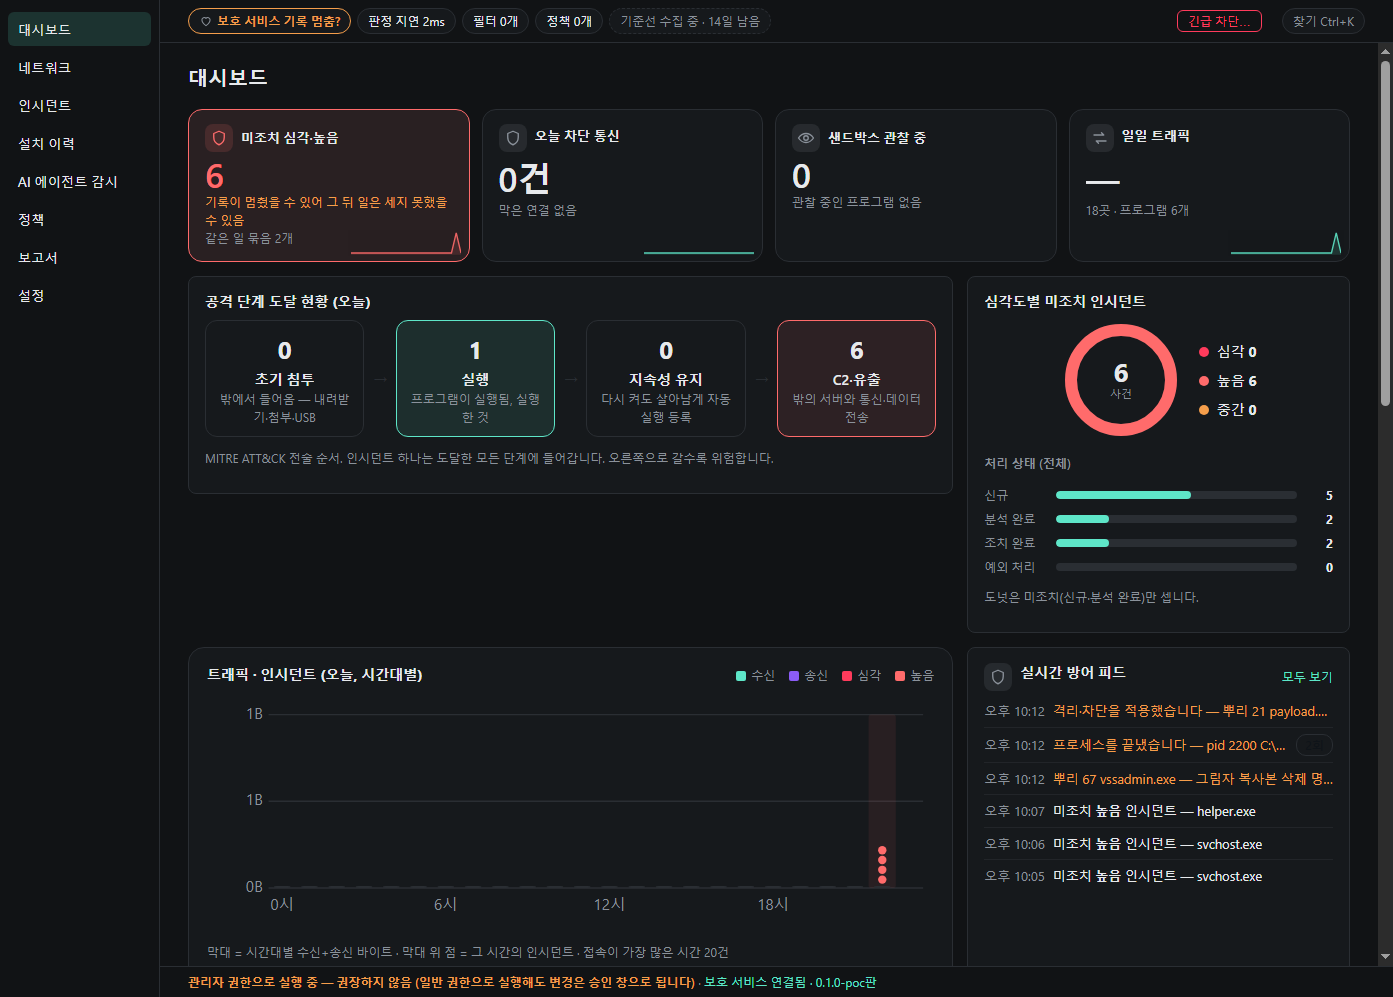 대시보드
네트워크
인시던트
설치 이력
AI 에이전트 감시
정책
보고서
설정
보호 서비스 기록 멈춤?
판정 지연 2ms
필터 0개
정책 0개
기준선 수집 중 · 14일 남음
긴급 차단...
찾기 Ctrl+K
대시보드
미조치 심각·높음
6
기록이 멈췄을 수 있어 그 뒤 일은 세지 못했을
수 있음
같은 일 묶음 2개
오늘 차단 통신
0건
막은 연결 없음
샌드박스 관찰 중
0
관찰 중인 프로그램 없음
일일 트래픽
—
18곳 · 프로그램 6개
공격 단계 도달 현황 (오늘)
0
초기 침투
밖에서 들어옴 — 내려받
기·첨부·USB
→
1
실행
프로그램이 실행됨, 실행
한 것
→
0
지속성 유지
다시 켜도 살아남게 자동
실행 등록
→
6
C2·유출
밖의 서버와 통신·데이터
전송
MITRE ATT&CK 전술 순서. 인시던트 하나는 도달한 모든 단계에 들어갑니다. 오른쪽으로 갈수록 위험합니다.
심각도별 미조치 인시던트
6
사건
심각 0
높음 6
중간 0
처리 상태 (전체)
신규 5
분석 완료 2
조치 완료 2
예외 처리 0
도넛은 미조치(신규·분석 완료)만 셉니다.
트래픽 · 인시던트 (오늘, 시간대별)
수신 송신 심각 높음
1B
1B
0B
0시 6시 12시 18시
막대 = 시간대별 수신+송신 바이트 · 막대 위 점 = 그 시간의 인시던트 · 접속이 가장 많은 시간 20건
실시간 방어 피드
모두 보기
오후 10:12 격리·차단을 적용했습니다 — 뿌리 21 payload....
오후 10:12 프로세스를 끝냈습니다 — pid 2200 C:\...
오후 10:12 뿌리 67 vssadmin.exe — 그림자 복사본 삭제 명...
오후 10:07 미조치 높음 인시던트 — helper.exe
오후 10:06 미조치 높음 인시던트 — svchost.exe
오후 10:05 미조치 높음 인시던트 — svchost.exe
관리자 권한으로 실행 중 — 권장하지 않음 (일반 권한으로 실행해도 변경은 승인 창으로 됩니다) · 보호 서비스 연결됨 · 0.1.0-poc판